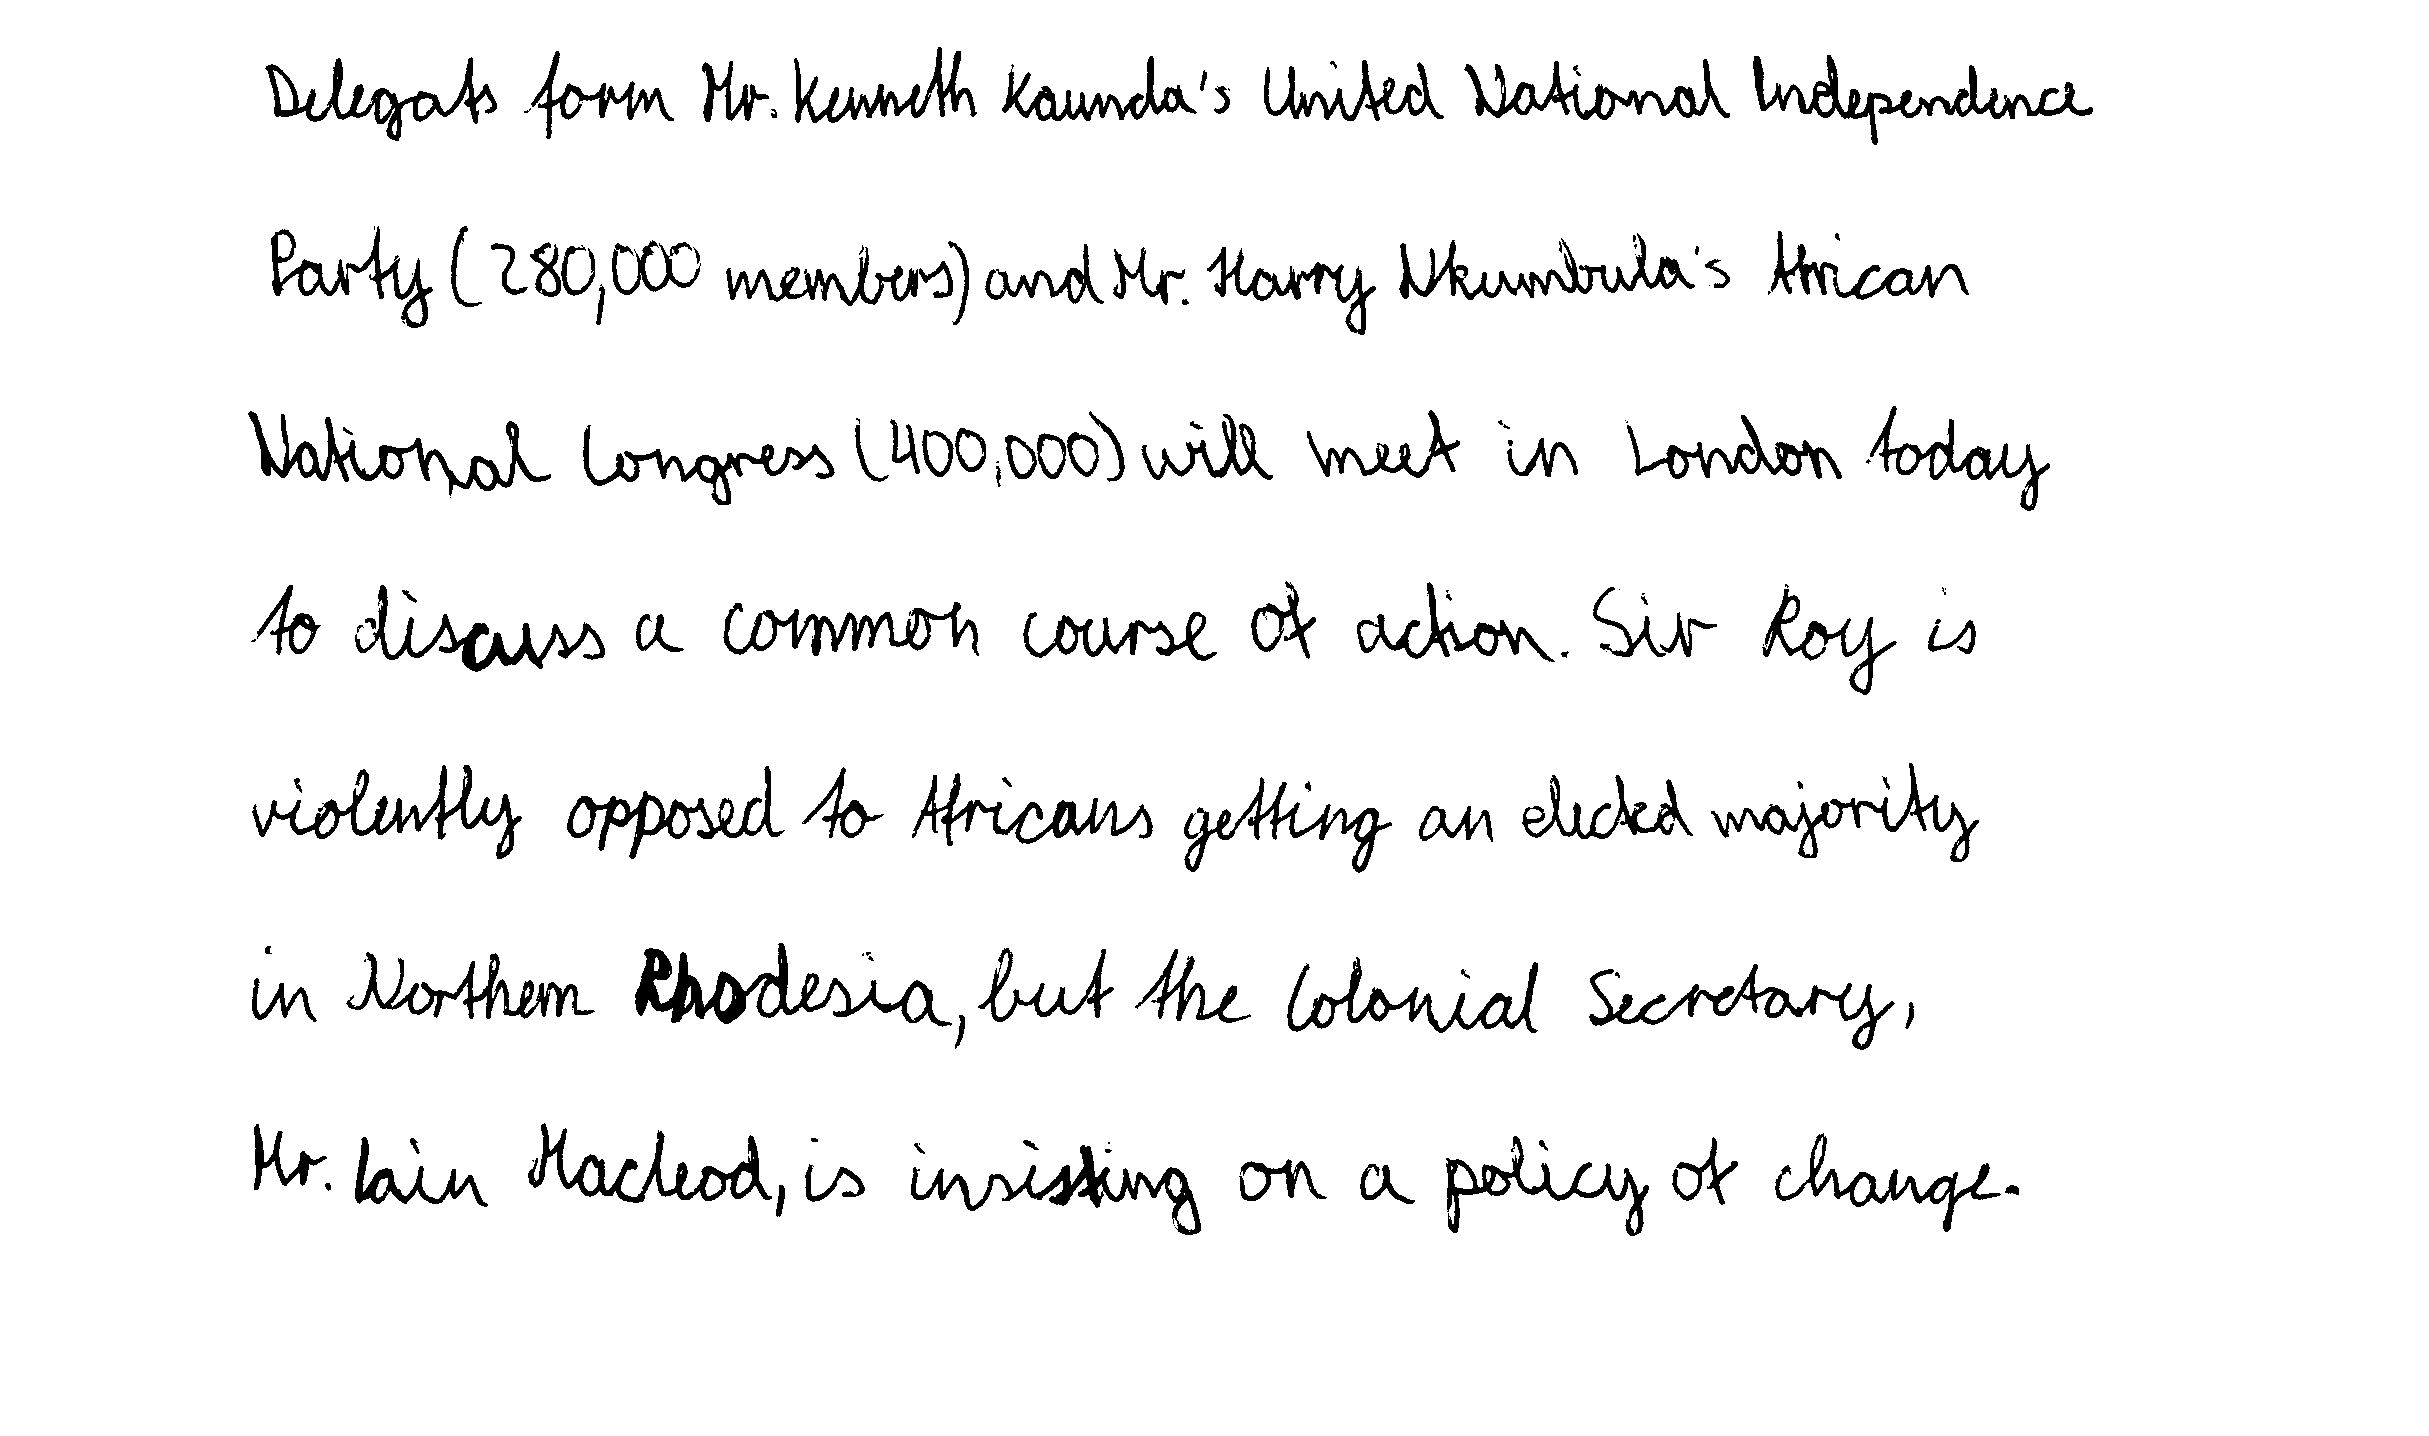 Delegats form Mr. Kenneth Kaunda's United National Independence
Party (280,000 members) and Mr. Harry Nkumbula's African
National Congress (400,000) will meet in London today
to discuss a common course of action. Sir Roy is
violently opposed to Africans getting an elected majority
in Northern Rhodesia, but the Colonial Secretary,
Mr. Iain Macleod, is insisting on a policy of change.